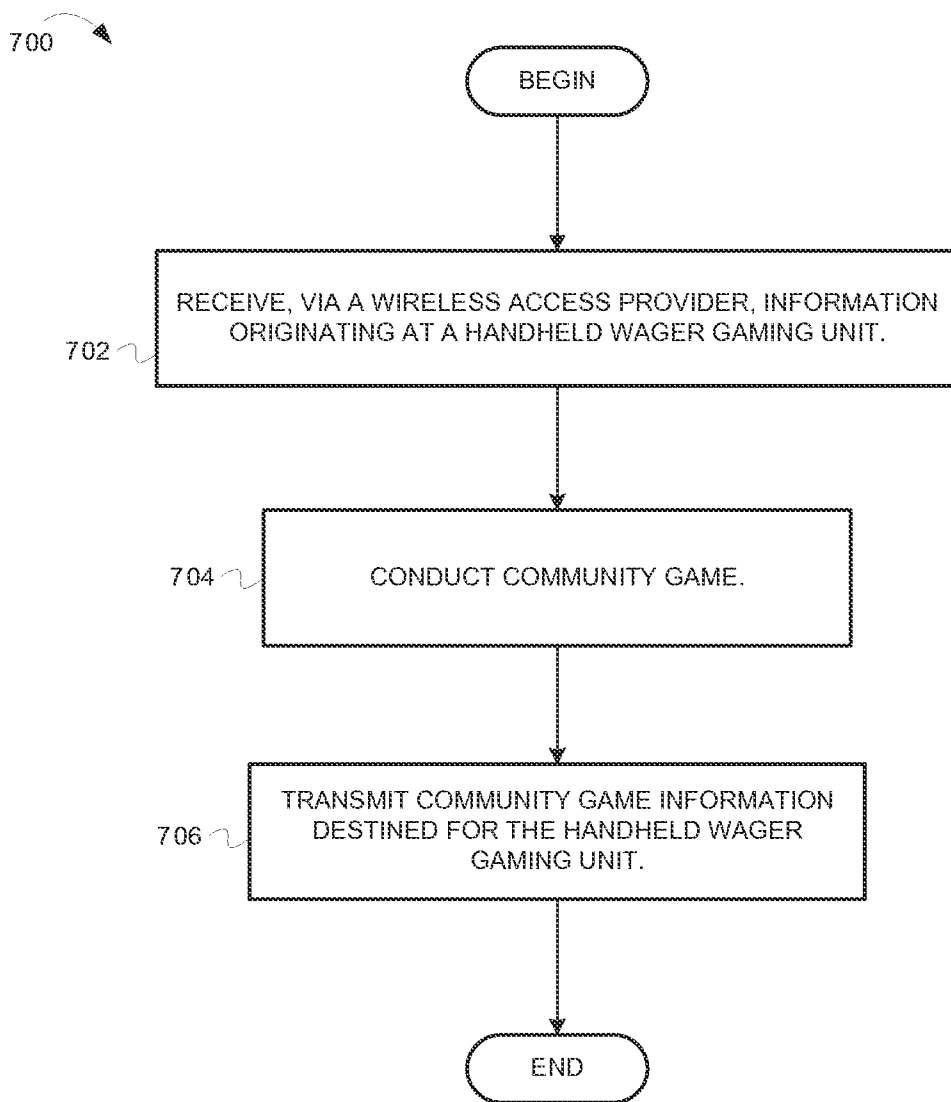 700
BEGIN
RECEIVE, VIA A WIRELESS ACCESS PROVIDER, INFORMATION
ORIGINATING AT A HANDHELD WAGER GAMING UNIT.
702
704
CONDUCT COMMUNITY GAME.
TRANSMIT COMMUNITY GAME INFORMATION
DESTINED FOR THE HANDHELD WAGER
GAMING UNIT.
706
END